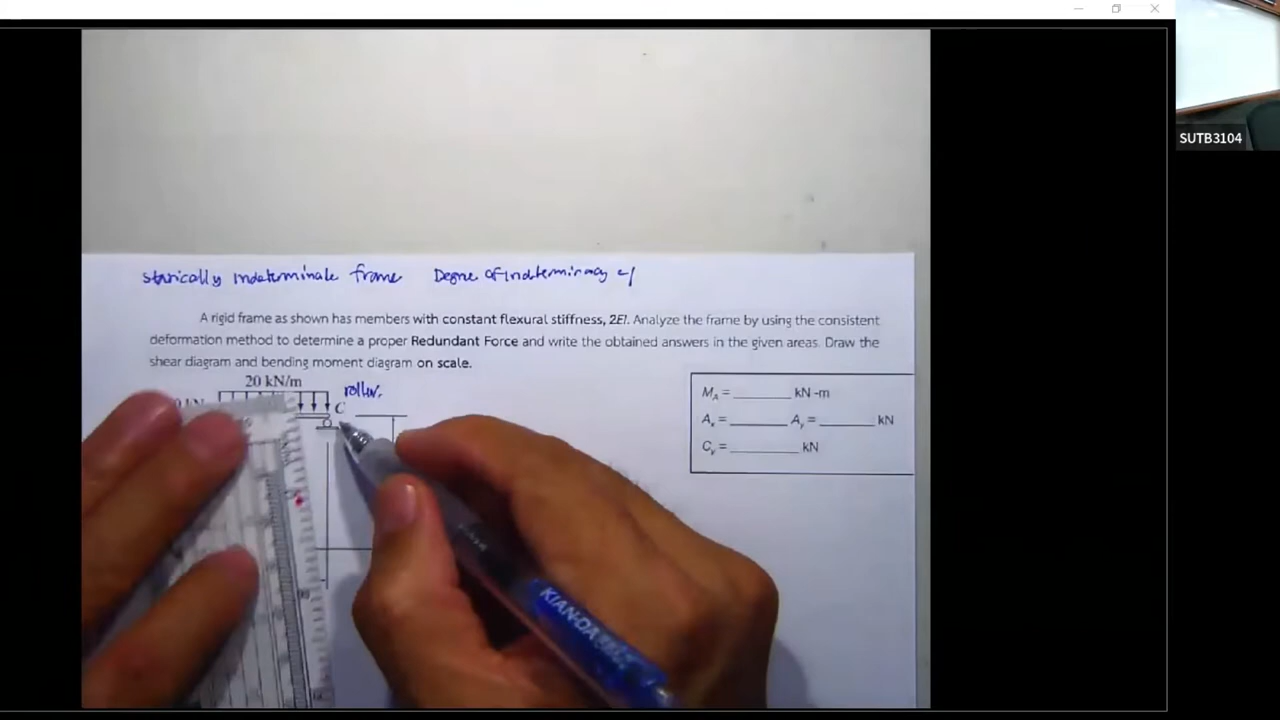 SUTB3104
statically indeterminate frame Degree of indeterminacy
A rigid frame as shown has members with constant flexural stiffness, 2EI. Analyze the frame by using the consistent
deformation method to determine a proper Redundant Force and write the obtained answers in the given areas. Draw the
shear diagram and bending moment diagram on scale.
20 kN/m
roller.
C
M_A = ________ kN-m
A_x = ________ A_y = ________ kN
C_y = ________ kN
KIAN-DA